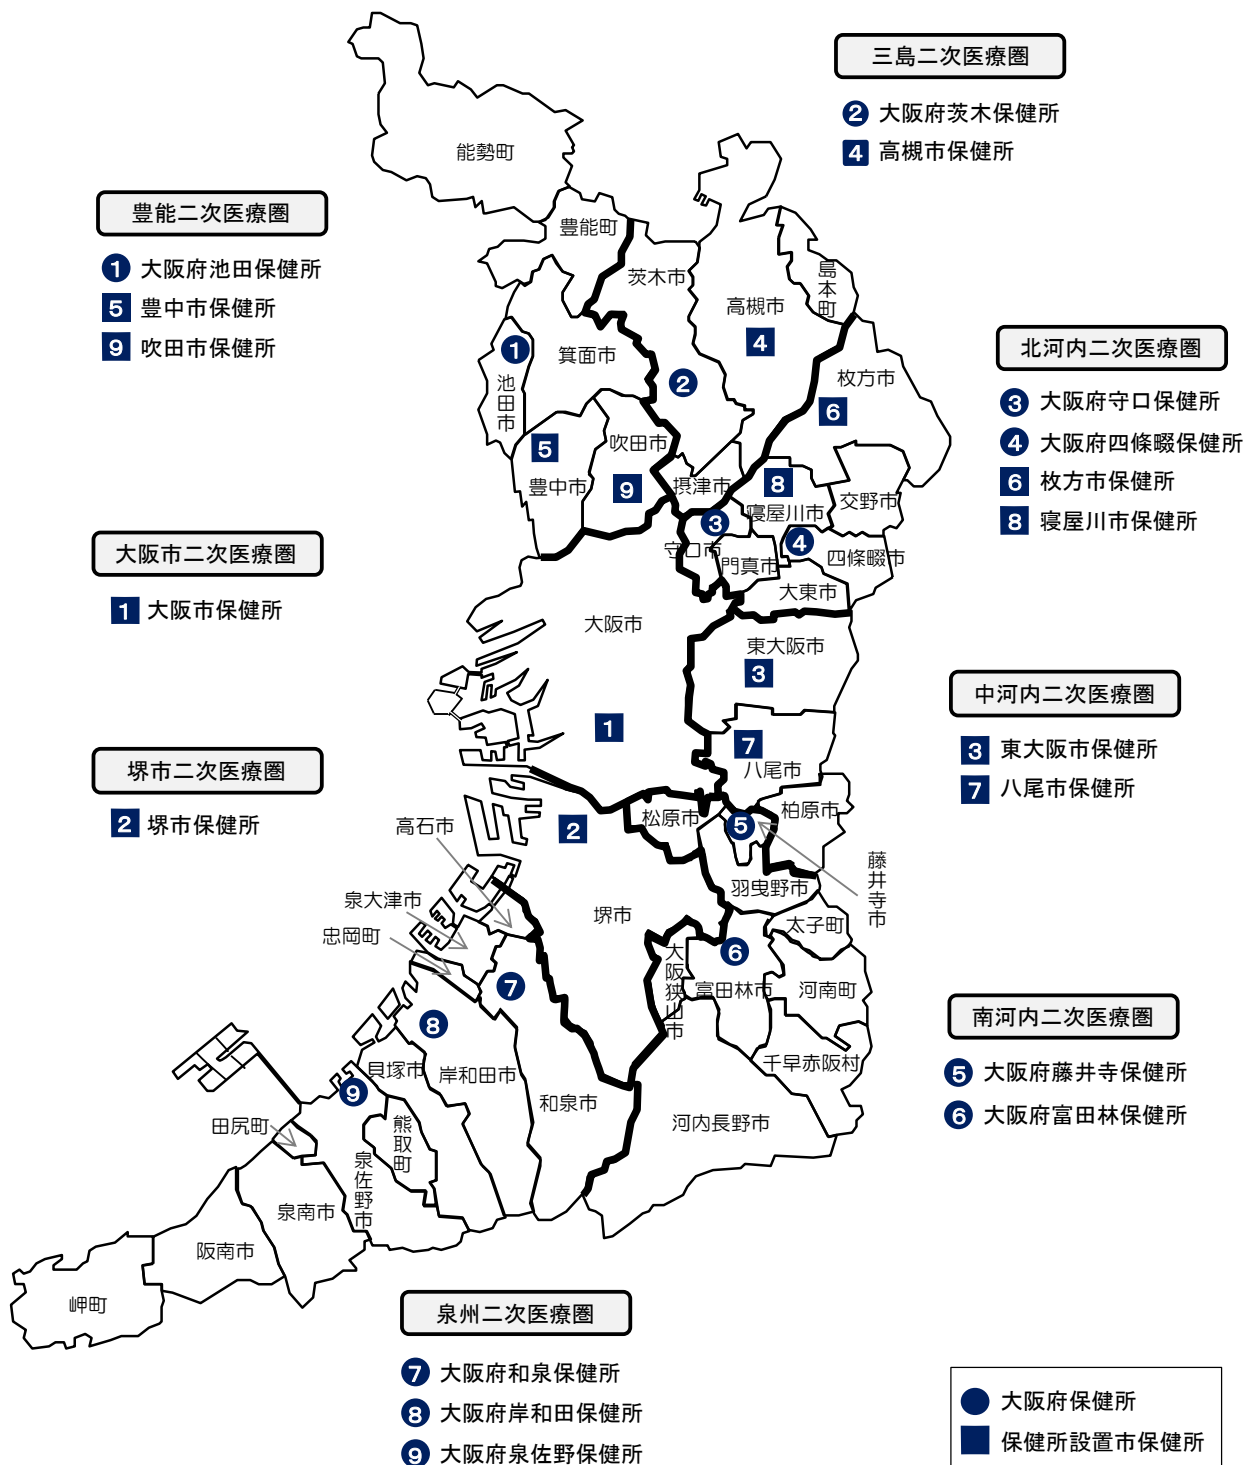 三島二次医療圏
❷ 大阪府茨木保健所
4 高槻市保健所
豊能二次医療圏
❶ 大阪府池田保健所
5 豊中市保健所
9 吹田市保健所
北河内二次医療圏
❸ 大阪府守口保健所
❹ 大阪府四條畷保健所
6 枚方市保健所
8 寝屋川市保健所
大阪市二次医療圏
1 大阪市保健所
中河内二次医療圏
3 東大阪市保健所
7 八尾市保健所
堺市二次医療圏
2 堺市保健所
南河内二次医療圏
❺ 大阪府藤井寺保健所
❻ 大阪府富田林保健所
泉州二次医療圏
❼ 大阪府和泉保健所
❽ 大阪府岸和田保健所
❾ 大阪府泉佐野保健所
● 大阪府保健所
■ 保健所設置市保健所
能勢町
豊能町
茨木市
高槻市
4
島本町
箕面市
❶
池田市
❷
枚方市
6
吹田市
9
5
豊中市
摂津市
8
寝屋川市
交野市
❸
守口市
門真市
❹
四條畷市
大東市
大阪市
1
東大阪市
3
7
八尾市
柏原市
松原市
❺
藤井寺市
羽曳野市
2
堺市
高石市
泉大津市
忠岡町
太子町
❻
富田林市
大阪狭山市
河南町
千早赤阪村
河内長野市
❼
和泉市
❽
岸和田市
貝塚市
❾
熊取町
泉佐野市
田尻町
泉南市
阪南市
岬町